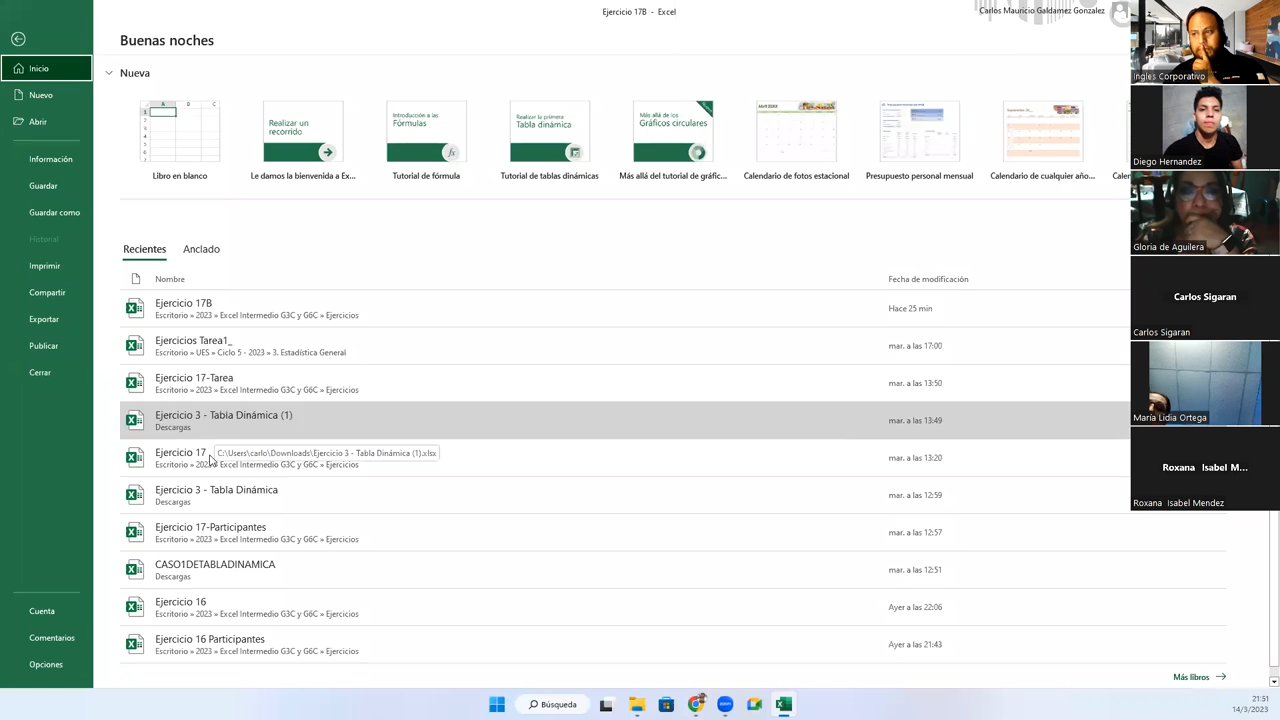 Ejercicio 17B - Excel
Carlos Mauricio Galdamez Gonzalez
Buenas noches
Inicio
Nuevo
Abrir
Información
Guardar
Guardar como
Historial
Imprimir
Compartir
Exportar
Publicar
Cerrar
Cuenta
Comentarios
Opciones
Nueva
A B C
1
2
3
4
5
6
7
Realizar un
recorrido
Introducción a las
Fórmulas
fx
Realizar la primera
Tabla dinámica
Más allá de los
Gráficos circulares
Libro en blanco
Le damos la bienvenida a Ex...
Tutorial de fórmula
Tutorial de tablas dinámicas
Más allá del tutorial de gráfic...
Calendario de fotos estacional
Presupuesto personal mensual
Calendario de cualquier año...
Recientes
Anclado
Nombre
Fecha de modificación
Ejercicio 17B
Escritorio » 2023 » Excel Intermedio G3C y G6C » Ejercicios
Hace 25 min
Ejercicios Tarea1_
Escritorio » UES » Ciclo 5 - 2023 » 3. Estadística General
mar. a las 17:00
Ejercicio 17-Tarea
Escritorio » 2023 » Excel Intermedio G3C y G6C » Ejercicios
mar. a las 13:50
Ejercicio 3 - Tabla Dinámica (1)
Descargas
mar. a las 13:49
Ejercicio 17
C:\Users\carlo\Downloads\Ejercicio 3 - Tabla Dinámica (1).xlsx
Escritorio » 2023 » Excel Intermedio G3C y G6C » Ejercicios
mar. a las 13:20
Ejercicio 3 - Tabla Dinámica
Descargas
mar. a las 12:59
Ejercicio 17-Participantes
Escritorio » 2023 » Excel Intermedio G3C y G6C » Ejercicios
mar. a las 12:57
CASO1DETABLADINAMICA
Descargas
mar. a las 12:51
Ejercicio 16
Escritorio » 2023 » Excel Intermedio G3C y G6C » Ejercicios
Ayer a las 22:06
Ejercicio 16 Participantes
Escritorio » 2023 » Excel Intermedio G3C y G6C » Ejercicios
Ayer a las 21:43
Más libros
Ingles Corporativo
Diego Hernandez
Gloria de Aguilera
Carlos Sigaran
Carlos Sigaran
María Lidia Ortega
Roxana Isabel M...
Roxana Isabel Mendez
Búsqueda
21:51
14/3/2023